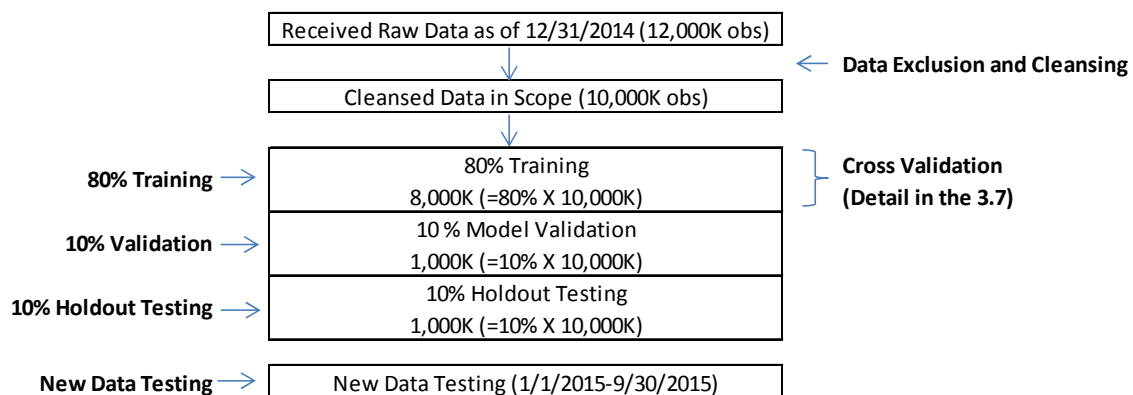 Received Raw Data as of 12/31/2014 (12,000K obs)
Data Exclusion and Cleansing
Cleansed Data in Scope (10,000K obs)
80% Training
80% Training
8,000K (=80% X 10,000K)
Cross Validation
(Detail in the 3.7)
10% Validation
10 % Model Validation
1,000K (=10% X 10,000K)
10% Holdout Testing
10% Holdout Testing
1,000K (=10% X 10,000K)
New Data Testing
New Data Testing (1/1/2015-9/30/2015)